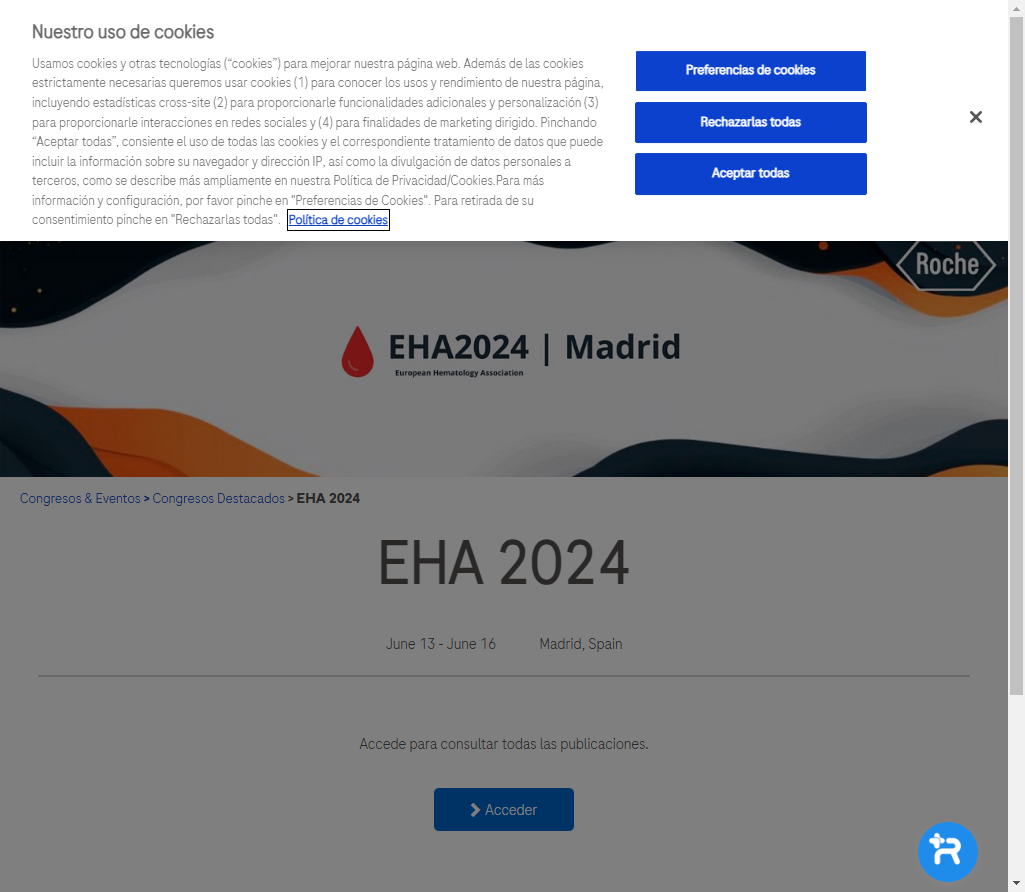 Nuestro uso de cookies
Usamos cookies y otras tecnologías (“cookies”) para mejorar nuestra página web. Además de las cookies
estrictamente necesarias queremos usar cookies (1) para conocer los usos y rendimiento de nuestra página,
incluyendo estadísticas cross-site (2) para proporcionarle funcionalidades adicionales y personalización (3)
para proporcionarle interacciones en redes sociales y (4) para finalidades de marketing dirigido. Pinchando
“Aceptar todas”, consiente el uso de todas las cookies y el correspondiente tratamiento de datos que puede
incluir la información sobre su navegador y dirección IP, así como la divulgación de datos personales a
terceros, como se describe más ampliamente en nuestra Política de Privacidad/Cookies.Para más
información y configuración, por favor pinche en "Preferencias de Cookies". Para retirada de su
consentimiento pinche en "Rechazarlas todas". Política de cookies
Preferencias de cookies
Rechazarlas todas
Aceptar todas
Roche
EHA2024 | Madrid
European Hematology Association
Congresos & Eventos > Congresos Destacados > EHA 2024
EHA 2024
June 13 - June 16 Madrid, Spain
Accede para consultar todas las publicaciones.
Acceder